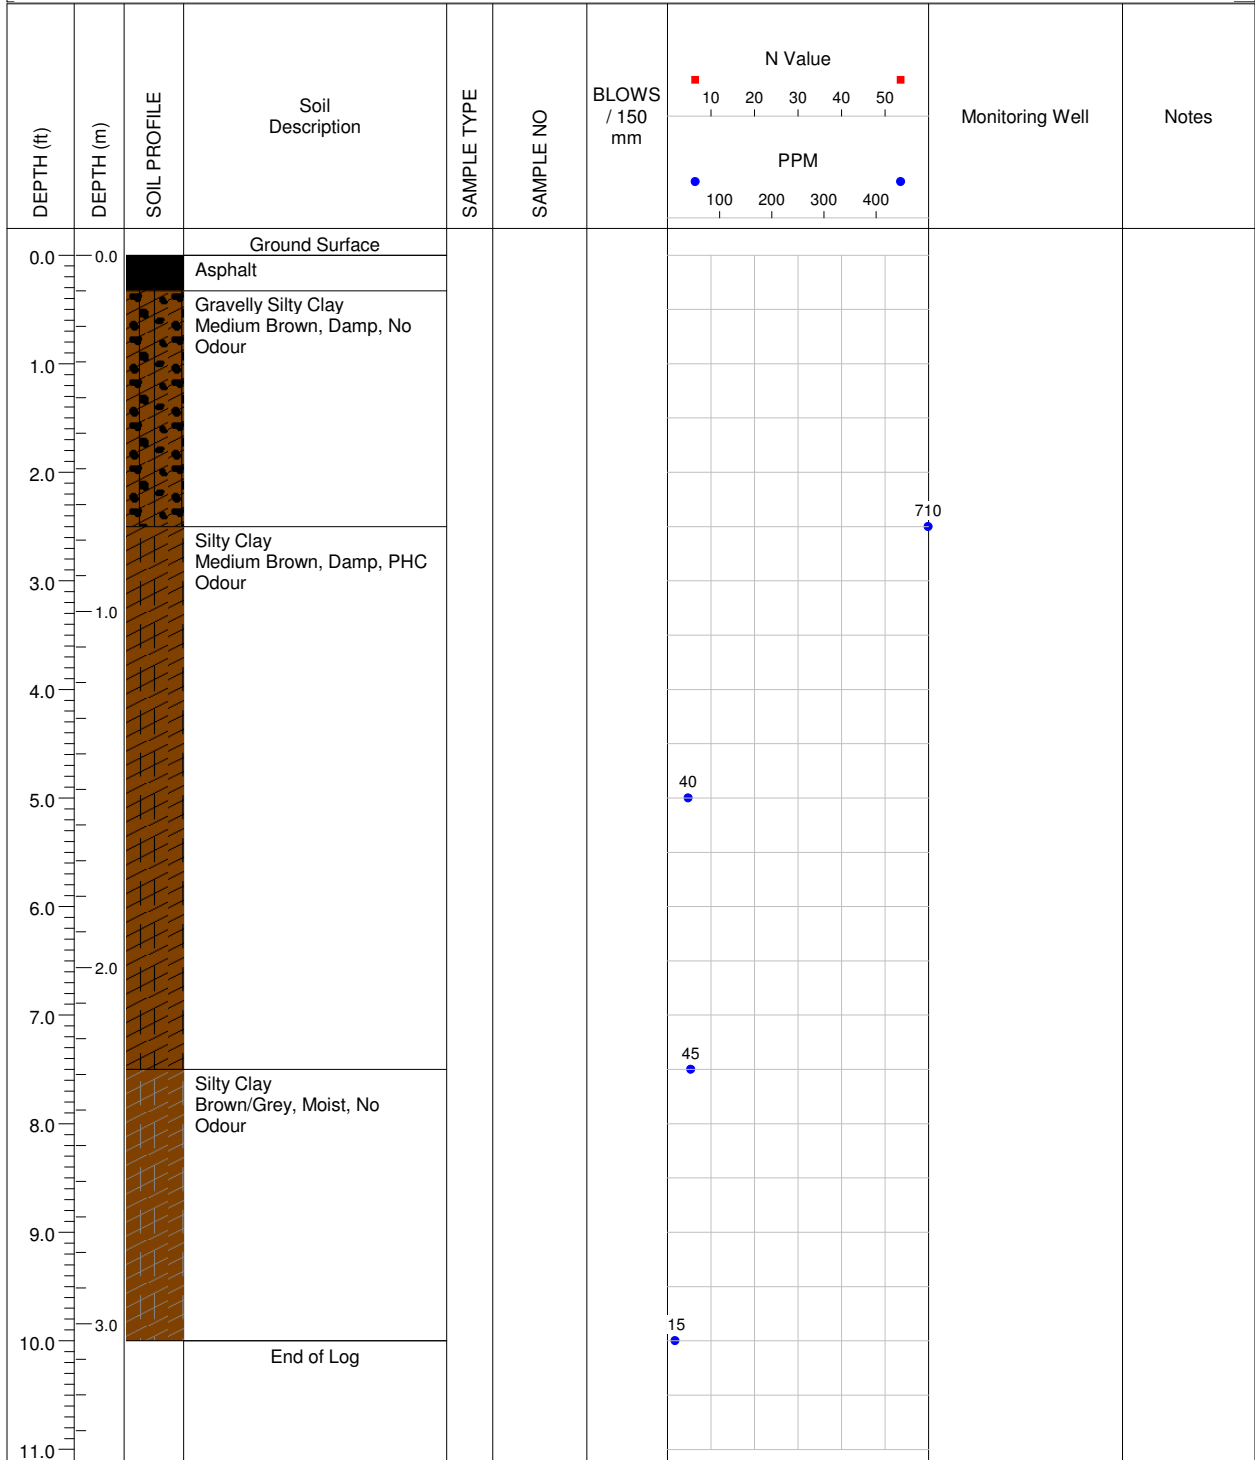 DEPTH (ft)
DEPTH (m)
SOIL PROFILE
Soil
Description
SAMPLE TYPE
SAMPLE NO
BLOWS
/ 150
mm
N Value
10 20 30 40 50
PPM
100 200 300 400
Monitoring Well
Notes
Ground Surface
0.0 0.0
Asphalt
Gravelly Silty Clay
Medium Brown, Damp, No
Odour
1.0
2.0
710
Silty Clay
Medium Brown, Damp, PHC
Odour
3.0
1.0
4.0
40
5.0
6.0
2.0
7.0
45
Silty Clay
Brown/Grey, Moist, No
Odour
8.0
9.0
3.0
15
10.0
End of Log
11.0